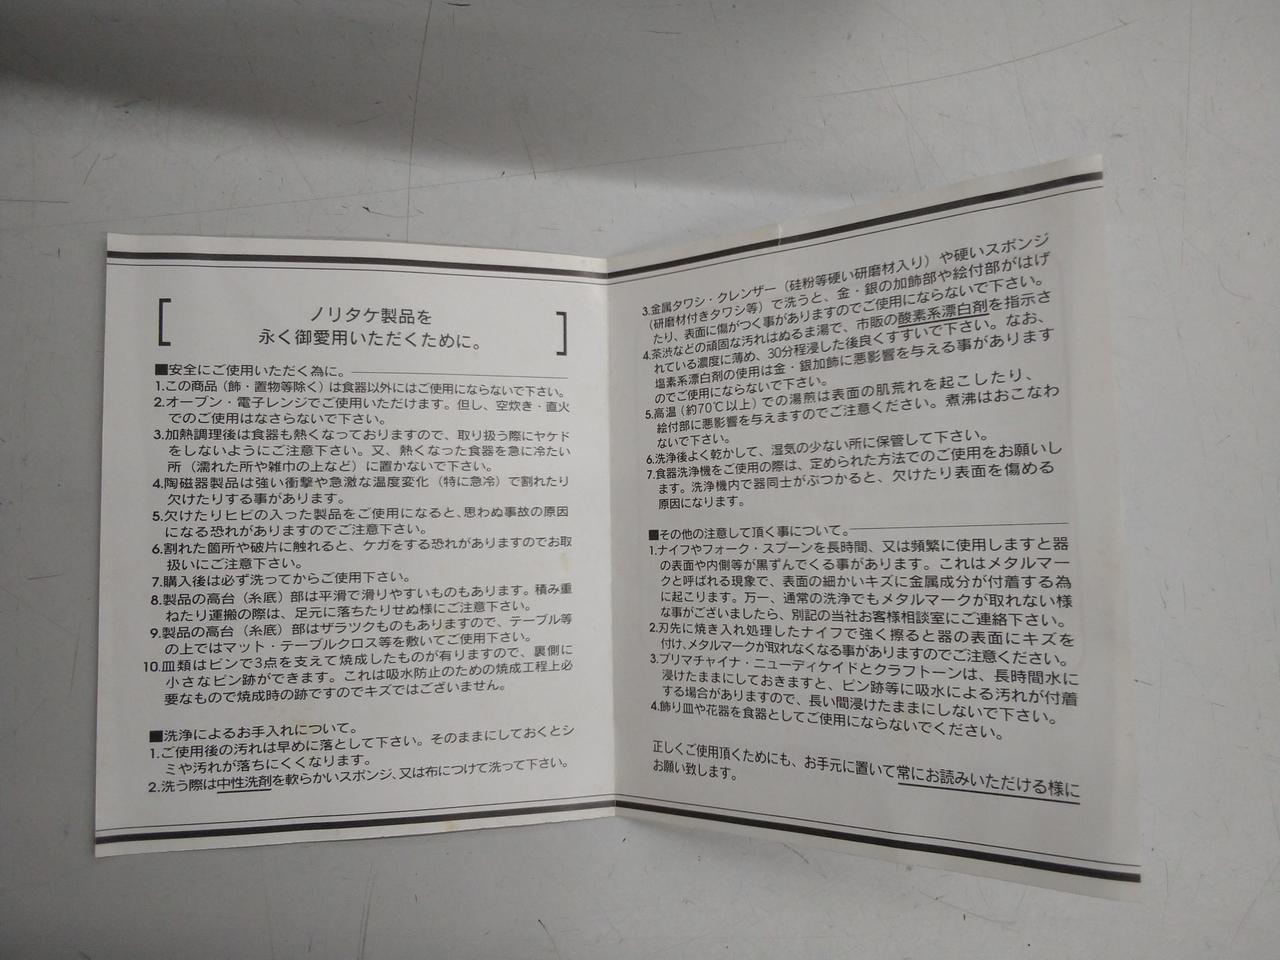 ノリタケ製品を
永く御愛用いただくために。
■安全にご使用いただく為に。
1.この商品（飾・置物等除く）は食器以外にはご使用にならないで下さい。
2.オーブン・電子レンジでご使用いただけます。但し、空炊き・直火
でのご使用はなさらないで下さい。
3.加熱調理後は食器も熱くなっておりますので、取り扱う際にヤケド
をしないようにご注意下さい。又、熱くなった食器を急に冷たい
所（濡れた所や雑巾の上など）に置かないで下さい。
4.陶磁器製品は強い衝撃や急激な温度変化（特に急冷）で割れたり
欠けたりする事があります。
5.欠けたりヒビの入った製品をご使用になると、思わぬ事故の原因
になる恐れがありますのでご注意下さい。
6.割れた箇所や破片に触れると、ケガをする恐れがありますのでお取
扱いにご注意下さい。
7.購入後は必ず洗ってからご使用下さい。
8.製品の高台（糸底）部は平滑で滑りやすいものもあります。積み重
ねたり運搬の際は、足元に落ちたりせぬ様にご注意下さい。
9.製品の高台（糸底）部はザラツクものもありますので、テーブル等
の上ではマット・テーブルクロス等を敷いてご使用下さい。
10.皿類はピンで3点を支えて焼成したものが有りますので、裏側に
小さなピン跡ができます。これは吸水防止のための焼成工程上必
要なもので焼成時の跡ですのでキズではございません。
■洗浄によるお手入れについて。
1.ご使用後の汚れは早めに落として下さい。そのままにしておくとシ
ミや汚れが落ちにくくなります。
2.洗う際は中性洗剤を軟らかいスポンジ、又は布につけて洗って下さい。
3.金属タワシ・クレンザー（硅粉等硬い研磨材入り）や硬いスポンジ
（研磨材付きタワシ等）で洗うと、金・銀の加飾部や絵付部がはげ
たり、表面に傷がつく事がありますのでご使用にならないで下さい。
4.茶渋などの頑固な汚れはぬるま湯で、市販の酸素系漂白剤を指示さ
れている濃度に薄め、30分程浸した後良くすすいで下さい。なお、
塩素系漂白剤の使用は金・銀加飾に悪影響を与える事があります
のでご使用にならないで下さい。
5.高温（約70℃以上）での湯煎は表面の肌荒れを起こしたり、
絵付部に悪影響を与えますのでご注意ください。煮沸はおこなわ
ないで下さい。
6.洗浄後よく乾かして、湿気の少ない所に保管して下さい。
7.食器洗浄機をご使用の際は、定められた方法でのご使用をお願いし
ます。洗浄機内で器同士がぶつかると、欠けたり表面を傷める
原因になります。
■その他の注意して頂く事について。
1.ナイフやフォーク・スプーンを長時間、又は頻繁に使用しますと器
の表面や内側等が黒ずんでくる事があります。これはメタルマー
クと呼ばれる現象で、表面の細かいキズに金属成分が付着する為
に起こります。万一、通常の洗浄でもメタルマークが取れない様
な事がございましたら、別記の当社お客様相談室にご連絡下さい。
2.刃先に焼き入れ処理したナイフで強く擦ると器の表面にキズを
付け、メタルマークが取れなくなる事がありますのでご注意ください。
3.プリマチャイナ・ニューディケイドとクラフトーンは、長時間水に
浸けたままにしておきますと、ピン跡等に吸水による汚れが付着
する場合がありますので、長い間浸けたままにしないで下さい。
4.飾り皿や花器を食器としてご使用にならないでください。
正しくご使用頂くためにも、お手元に置いて常にお読みいただける様に
お願い致します。